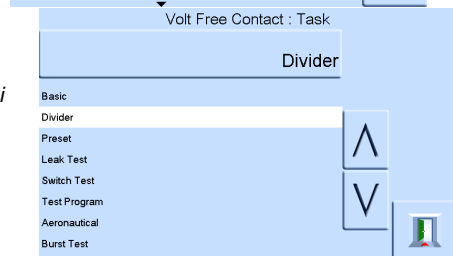 Volt Free Contact : Task
Divider
i
Basic
Divider
Preset
Leak Test
Switch Test
Test Program
Aeronautical
Burst Test